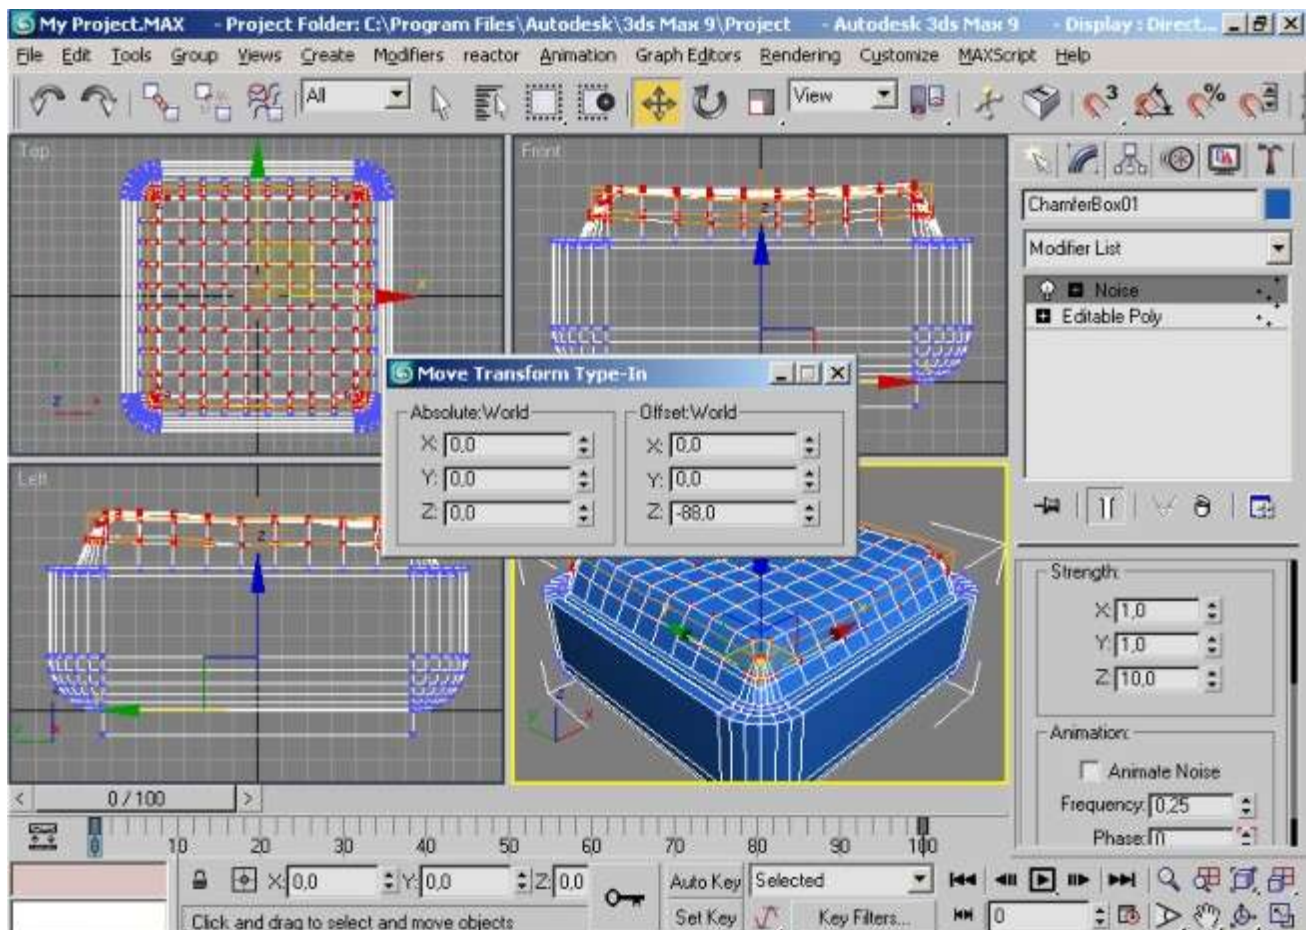 My Project.MAX - Project Folder: C:\Program Files\Autodesk\3ds Max 9\Project - Autodesk 3ds Max 9 - Display : Direct...
File Edit Tools Group Views Create Modifiers reactor Animation Graph Editors Rendering Customize MAXScript Help
All View 3 %
Top
Front
ChamferBox01
Modifier List
Noise
Editable Poly
Move Transform Type-In
Absolute:World Offset:World
X: 0,0 X: 0,0
Y: 0,0 Y: 0,0
Z: 0,0 Z: -88,0
Left
Strength:
X: 1,0
Y: 1,0
Z: 10,0
Animation:
Animate Noise
Frequency: 0,25
Phase: 0
< 0 / 100 >
0 10 20 30 40 50 60 70 80 90 100
X: 0,0 Y: 0,0 Z: 0,0 Auto Key Selected
Click and drag to select and move objects Set Key Key Filters... 0